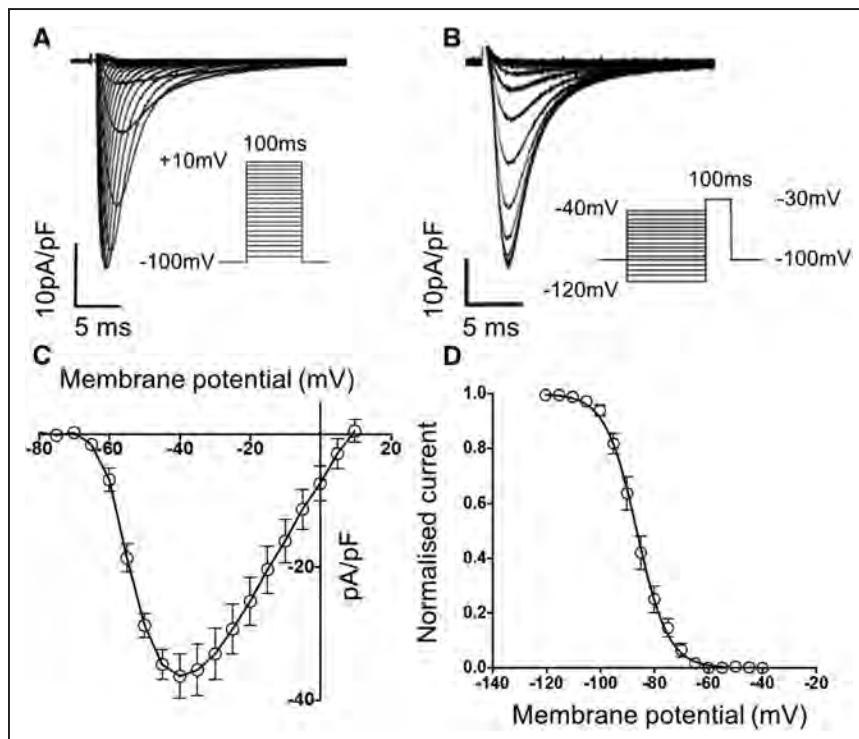 A
100ms
+10mV
-100mV
10pA/pF
5 ms
B
100ms
-40mV
-30mV
-100mV
-120mV
10pA/pF
5 ms
C
Membrane potential (mV)
-80 -60 -40 -20 0 20
-20
-40
pA/pF
D
1.0
0.8
0.6
0.4
0.2
0.0
Normalised current
-140 -120 -100 -80 -60 -40 -20
Membrane potential (mV)